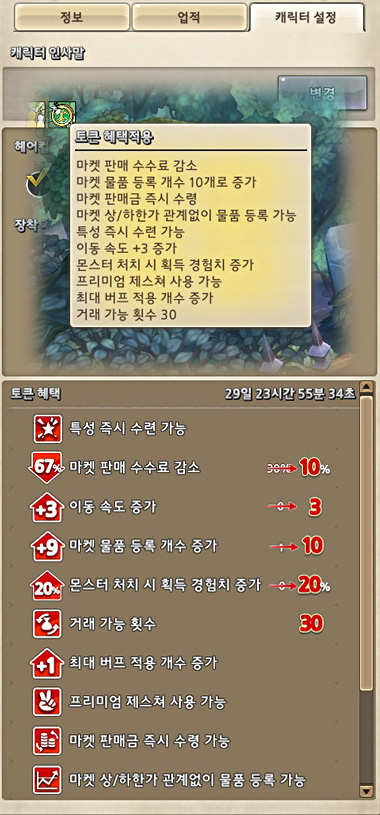 정보 업적 캐릭터 설정
캐릭터 인사말
변경
토큰 혜택적용
헤어
마켓 판매 수수료 감소
마켓 물품 등록 개수 10개로 증가
마켓 판매금 즉시 수령
마켓 상/하한가 관계없이 물품 등록 가능
장착
특성 즉시 수련 가능
이동 속도 +3 증가
몬스터 처치 시 획득 경험치 증가
프리미엄 제스쳐 사용 가능
최대 버프 적용 개수 증가
거래 가능 횟수 30
토큰 혜택 29일 23시간 55분 34초
특성 즉시 수련 가능
67% 마켓 판매 수수료 감소 30% 10%
+3 이동 속도 증가 0 3
+9 마켓 물품 등록 개수 증가 1 10
20% 몬스터 처치 시 획득 경험치 증가 0 20%
거래 가능 횟수 30
+1 최대 버프 적용 개수 증가
프리미엄 제스쳐 사용 가능
마켓 판매금 즉시 수령 가능
마켓 상/하한가 관계없이 물품 등록 가능